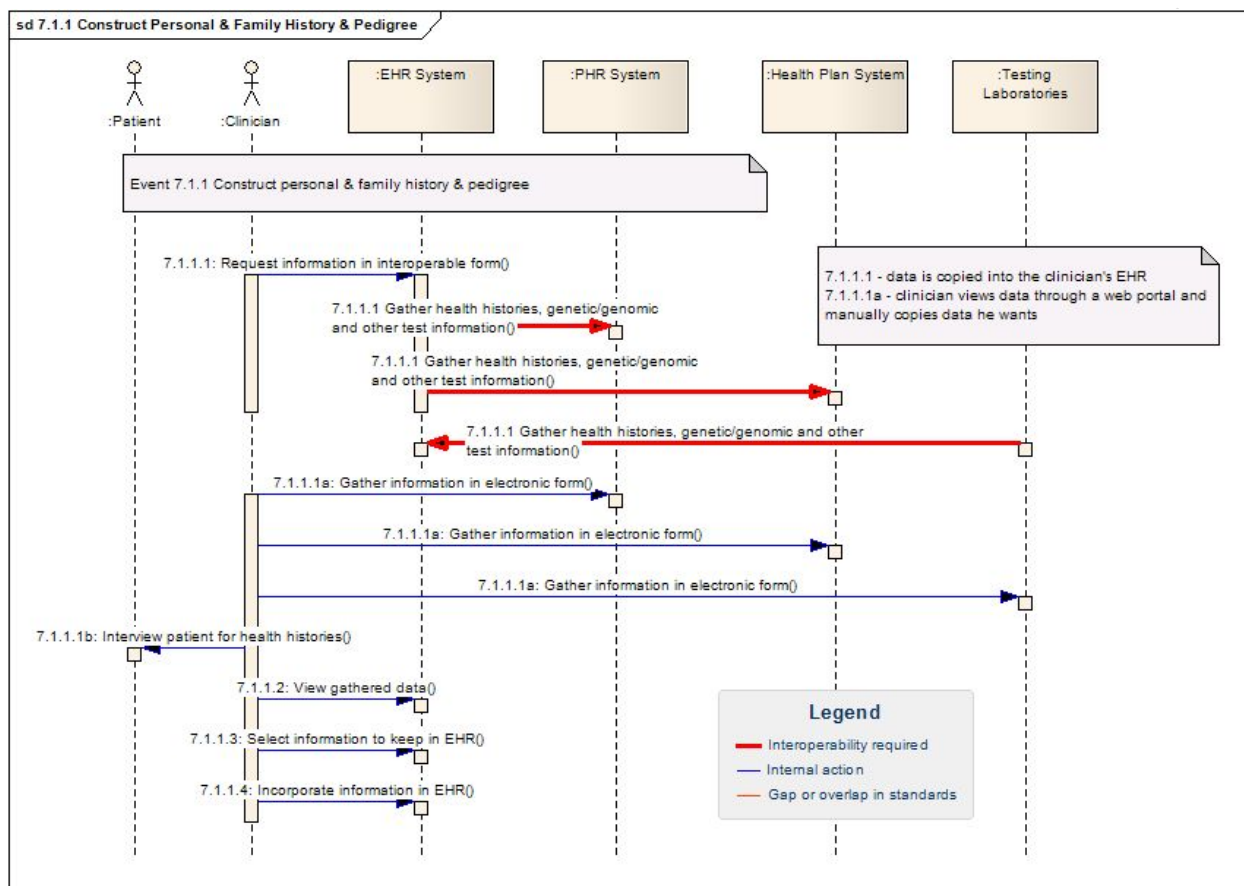 sd 7.1.1 Construct Personal & Family History & Pedigree
:Patient
:Clinician
:EHR System
:PHR System
:Health Plan System
:Testing
Laboratories
Event 7.1.1 Construct personal & family history & pedigree
7.1.1.1 - data is copied into the clinician's EHR
7.1.1.1a - clinician views data through a web portal and
manually copies data he wants
7.1.1.1: Request information in interoperable form()
7.1.1.1 Gather health histories, genetic/genomic
and other test information()
7.1.1.1 Gather health histories, genetic/genomic
and other test information()
7.1.1.1 Gather health histories, genetic/genomic and other
test information()
7.1.1.1a: Gather information in electronic form()
7.1.1.1a: Gather information in electronic form()
7.1.1.1a: Gather information in electronic form()
7.1.1.1b: Interview patient for health histories()
7.1.1.2: View gathered data()
7.1.1.3: Select information to keep in EHR()
7.1.1.4: Incorporate information in EHR()
Legend
Interoperability required
Internal action
Gap or overlap in standards